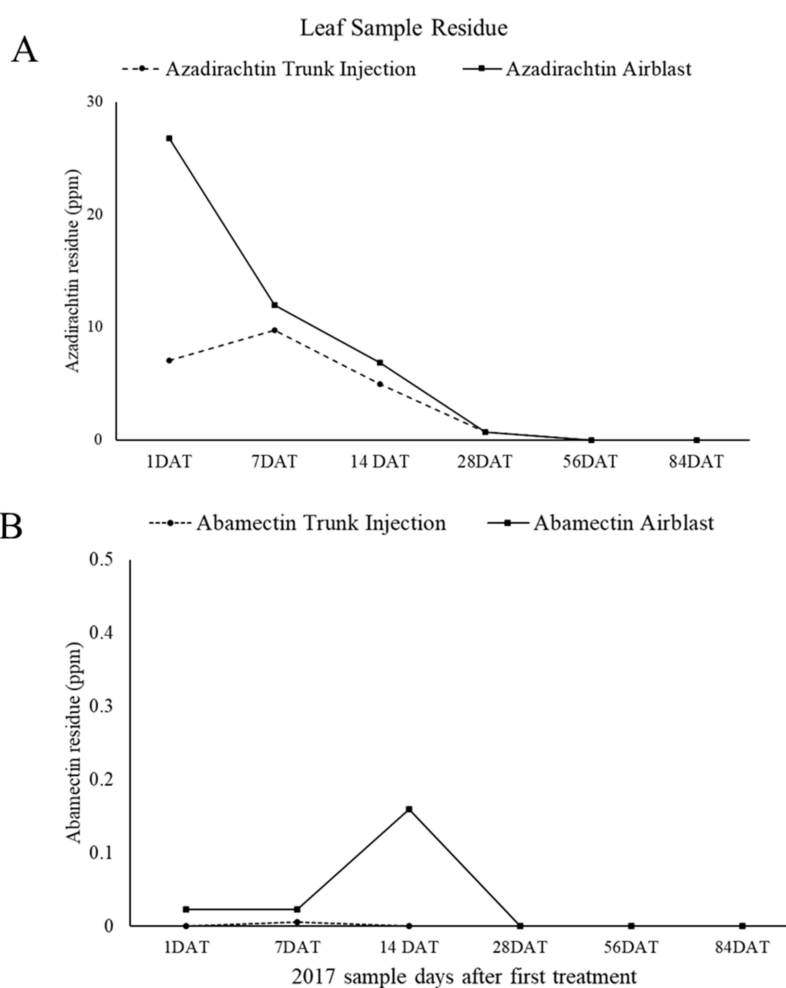 Leaf Sample Residue
A
Azadirachtin Trunk Injection Azadirachtin Airblast
Azadirachtin residue (ppm)
30
20
10
0
1DAT 7DAT 14 DAT 28DAT 56DAT 84DAT
B
Abamectin Trunk Injection Abamectin Airblast
Abamectin residue (ppm)
0.5
0.4
0.3
0.2
0.1
0
1DAT 7DAT 14 DAT 28DAT 56DAT 84DAT
2017 sample days after first treatment